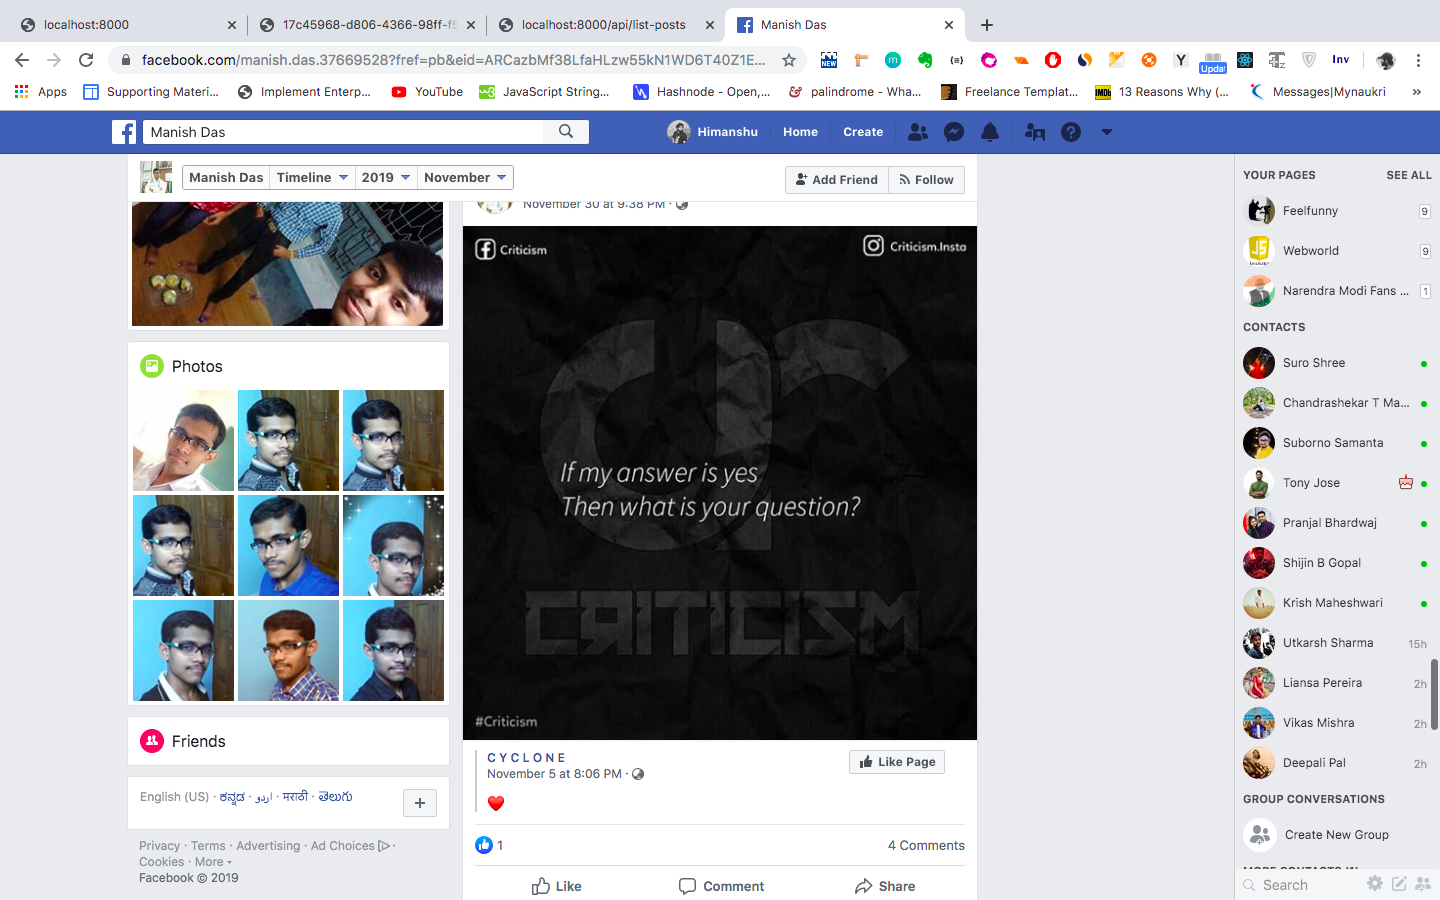 localhost:8000
17c45968-d806-4366-98ff-f5
localhost:8000/api/list-posts
Manish Das
facebook.com/manish.das.37669528?fref=pb&eid=ARCazbMf38LfaHLzw55kN1WD6T40Z1E...
NEW
Updat
Inv
Apps
Supporting Materi...
Implement Enterp...
YouTube
JavaScript String...
Hashnode - Open,...
palindrome - Wha...
Freelance Templat...
13 Reasons Why (...
Messages|Mynaukri
»
Manish Das
Himanshu
Home
Create
Manish Das
Timeline
2019
November
Add Friend
Follow
November 30 at 9:38 PM ·
Criticism
Criticism.Insta
If my answer is yes
Then what is your question?
CRITICISM
#Criticism
CYCLONE
November 5 at 8:06 PM ·
Like Page
1
4 Comments
Like
Comment
Share
Photos
Friends
English (US) · ಕನ್ನಡ · اردو · मराठी · తెలుగు
Privacy · Terms · Advertising · Ad Choices ·
Cookies · More
Facebook © 2019
YOUR PAGES
SEE ALL
Feelfunny
9
Webworld
9
Narendra Modi Fans ...
1
CONTACTS
Suro Shree
Chandrashekar T Ma...
Suborno Samanta
Tony Jose
Pranjal Bhardwaj
Shijin B Gopal
Krish Maheshwari
Utkarsh Sharma
15h
Liansa Pereira
2h
Vikas Mishra
2h
Deepali Pal
2h
GROUP CONVERSATIONS
Create New Group
MORE CONTACTS (1)
Search